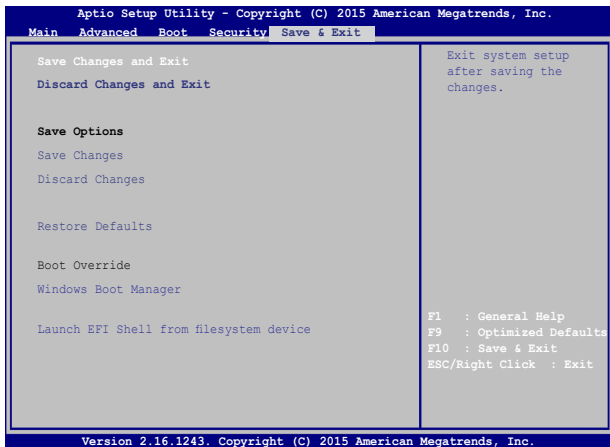 Aptio Setup Utility - Copyright (C) 2015 American Megatrends, Inc.
Main Advanced Boot Security Save & Exit
Save Changes and Exit
Discard Changes and Exit
Save Options
Save Changes
Discard Changes
Restore Defaults
Boot Override
Windows Boot Manager
Launch EFI Shell from filesystem device
Exit system setup
after saving the
changes.
F1 : General Help
F9 : Optimized Defaults
F10 : Save & Exit
ESC/Right Click : Exit
Version 2.16.1243. Copyright (C) 2015 American Megatrends, Inc.